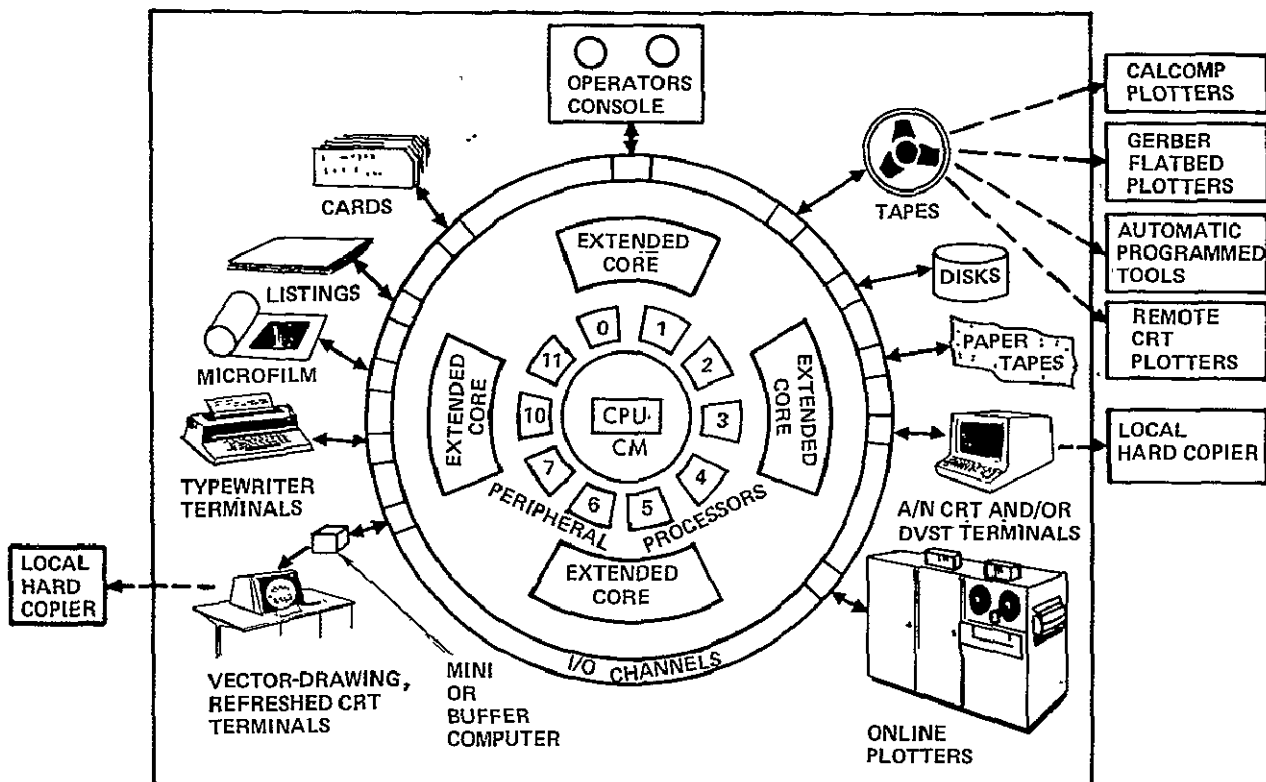 OPERATORS
CONSOLE
CARDS
LISTINGS
MICROFILM
TYPEWRITER
TERMINALS
LOCAL
HARD
COPIER
VECTOR-DRAWING,
REFRESHED CRT
TERMINALS
MINI
OR
BUFFER
COMPUTER
EXTENDED
CORE
EXTENDED
CORE
EXTENDED
CORE
EXTENDED
CORE
0
1
2
3
4
5
6
7
10
11
CPU
CM
PERIPHERAL PROCESSORS
I/O CHANNELS
TAPES
DISKS
PAPER
TAPES
A/N CRT AND/OR
DVST TERMINALS
ONLINE
PLOTTERS
CALCOMP
PLOTTERS
GERBER
FLATBED
PLOTTERS
AUTOMATIC
PROGRAMMED
TOOLS
REMOTE
CRT
PLOTTERS
LOCAL
HARD COPIER